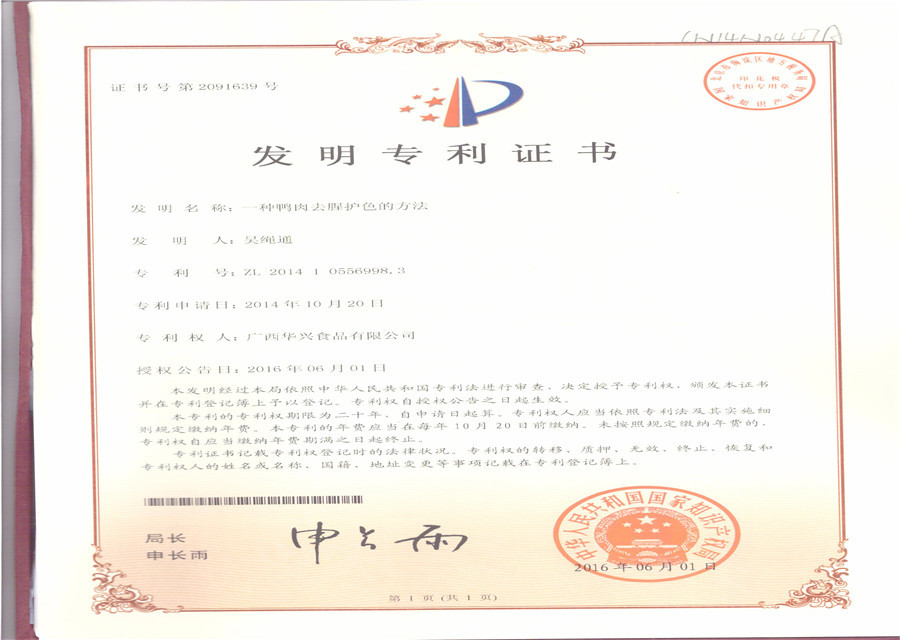 证书号第2091639号
印花税
代扣专用章
发明专利证书
发明名称：一种鸭肉去腥护色的方法
发明人：吴绳通
专利号：ZL 2014 1 0556998.3
专利申请日：2014年10月20日
专利权人：广西华兴食品有限公司
授权公告日：2016年06月01日
本发明经过本局依照中华人民共和国专利法进行审查，决定授予专利权，颁发本证书
并在专利登记簿上予以登记。专利权自授权公告之日起生效。
本专利的专利权期限为二十年，自申请日起算。专利权人应当依照专利法及其实施细
则规定缴纳年费。本专利的年费应当在每年10月20日前缴纳。未按照规定缴纳年费的，
专利权自应当缴纳年费期满之日起终止。
专利证书记载专利权登记时的法律状况。专利权的转移、质押、无效、终止、恢复和
专利权人的姓名或名称、国籍、地址变更等事项记载在专利登记簿上。
局长
申长雨
申长雨
中华人民共和国国家知识产权局
2016年06月01日
第1页(共1页)